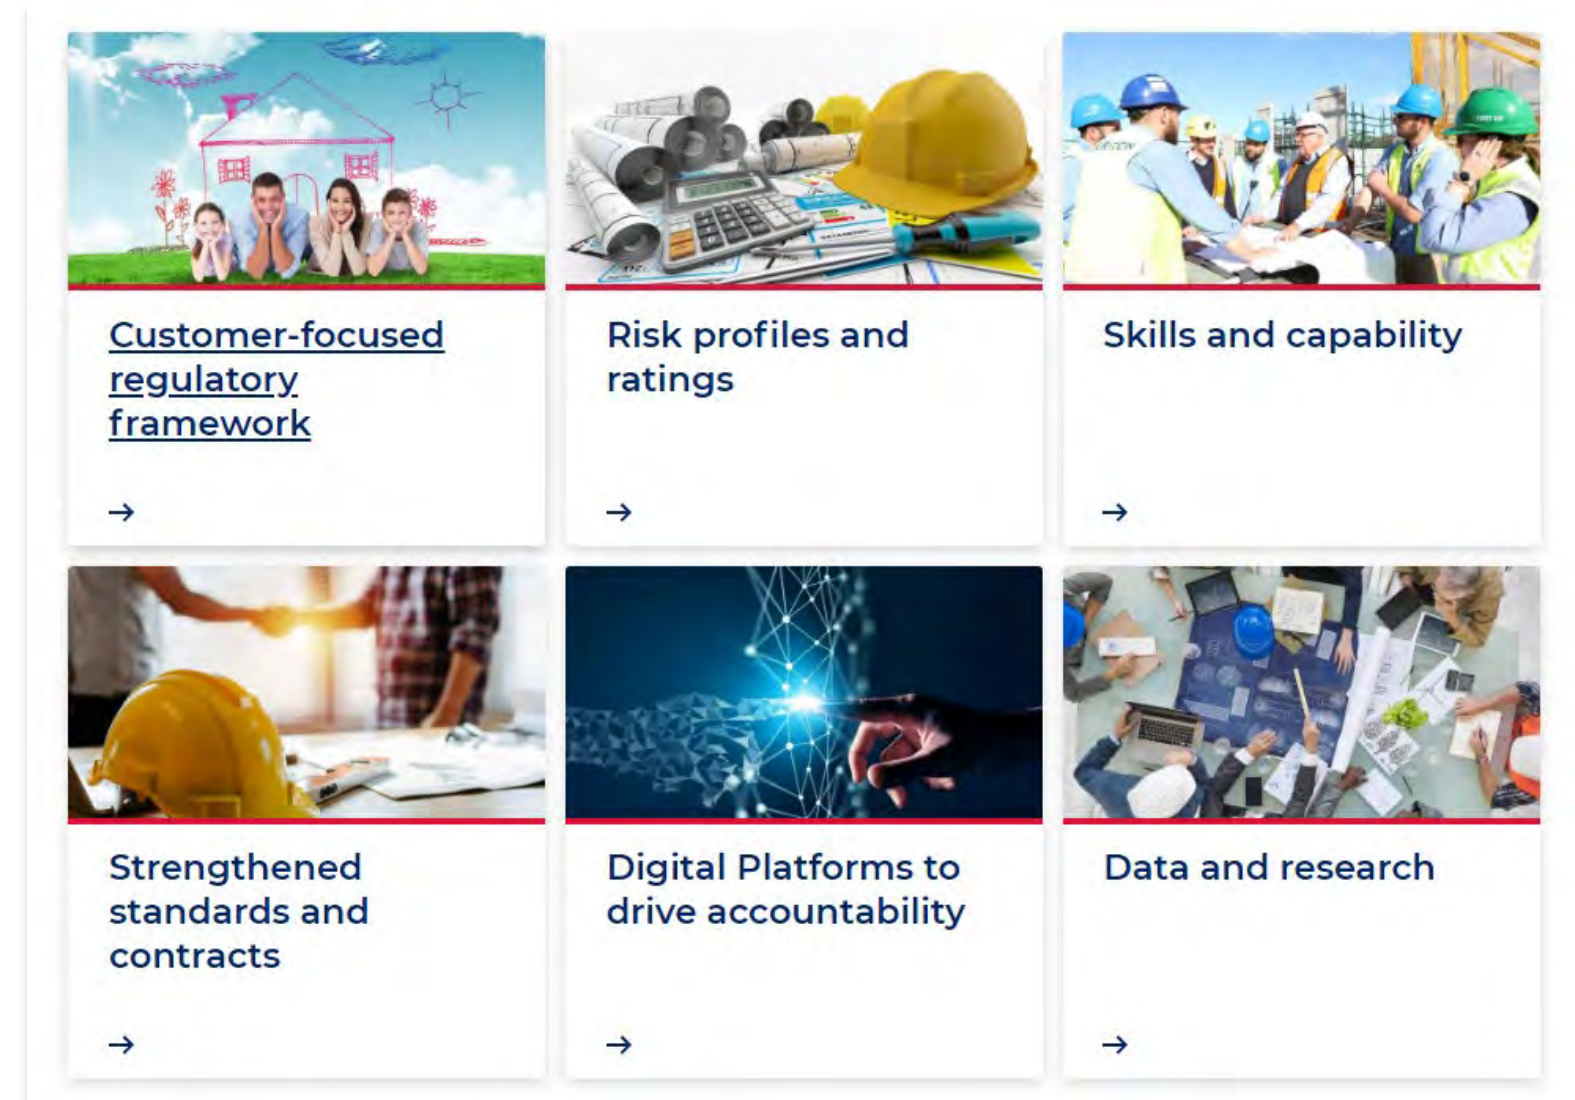 Customer-focused
regulatory
framework
→
Risk profiles and
ratings
→
Skills and capability
→
Strengthened
standards and
contracts
→
Digital Platforms to
drive accountability
→
Data and research
→